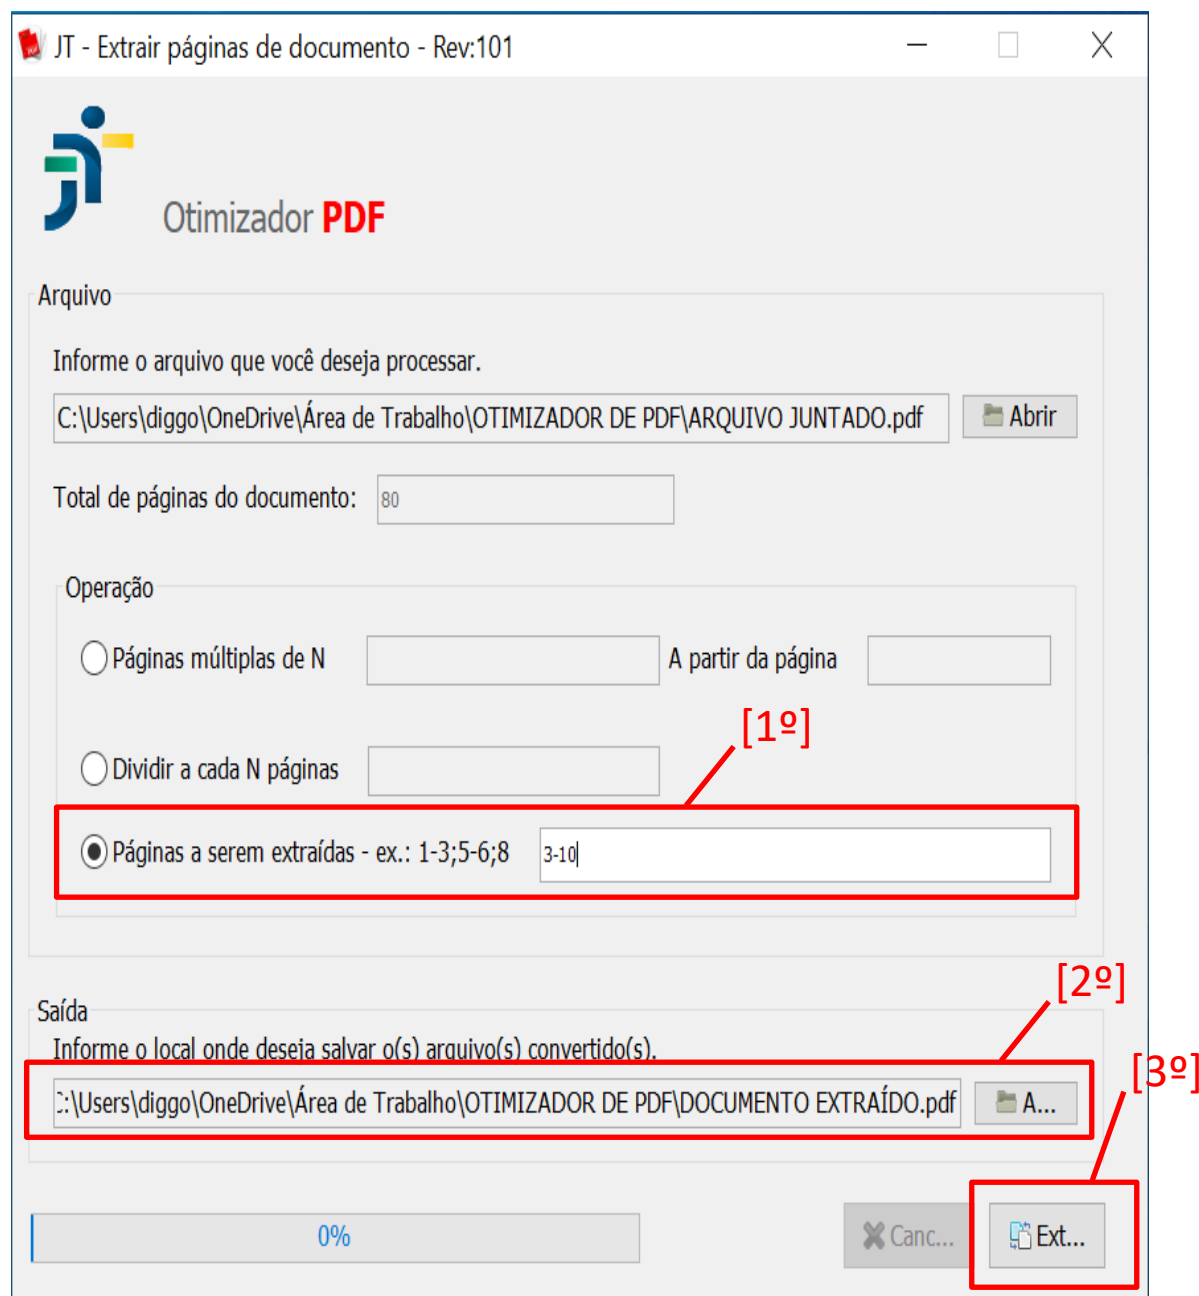 JT - Extrair páginas de documento - Rev:101
Otimizador PDF
Arquivo
Informe o arquivo que você deseja processar.
C:\Users\diggo\OneDrive\Área de Trabalho\OTIMIZADOR DE PDF\ARQUIVO JUNTADO.pdf Abrir
Total de páginas do documento: 80
Operação
Páginas múltiplas de N A partir da página
[1º]
Dividir a cada N páginas
Páginas a serem extraídas - ex.: 1-3;5-6;8 3-10
[2º]
Saída
Informe o local onde deseja salvar o(s) arquivo(s) convertido(s).
[3º]
C:\Users\diggo\OneDrive\Área de Trabalho\OTIMIZADOR DE PDF\DOCUMENTO EXTRAÍDO.pdf A...
0% Canc... Ext...